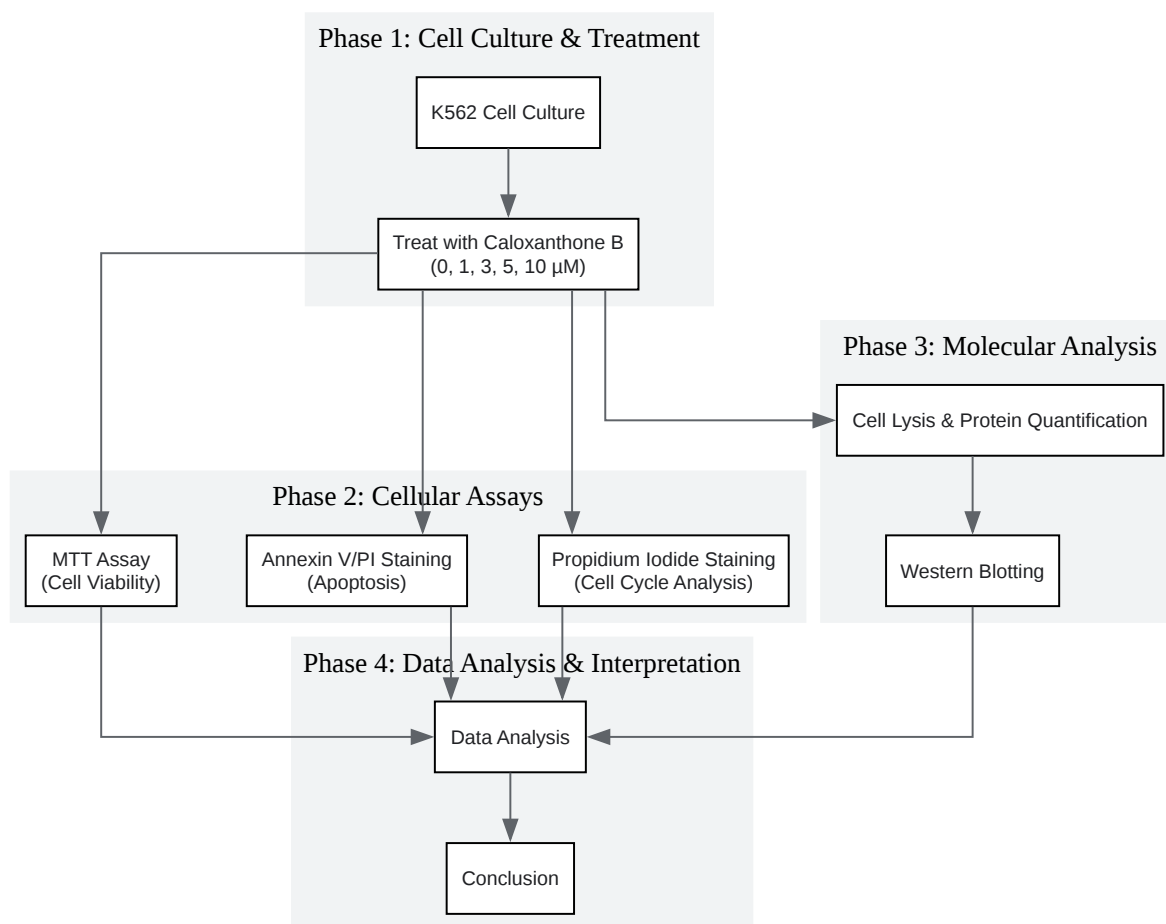 Phase 1: Cell Culture & Treatment
K562 Cell Culture
Treat with Caloxanthone B
(0, 1, 3, 5, 10 µM)
Phase 3: Molecular Analysis
Cell Lysis & Protein Quantification
Phase 2: Cellular Assays
MTT Assay
(Cell Viability)
Annexin V/PI Staining
(Apoptosis)
Propidium Iodide Staining
(Cell Cycle Analysis)
Western Blotting
Phase 4: Data Analysis & Interpretation
Data Analysis
Conclusion